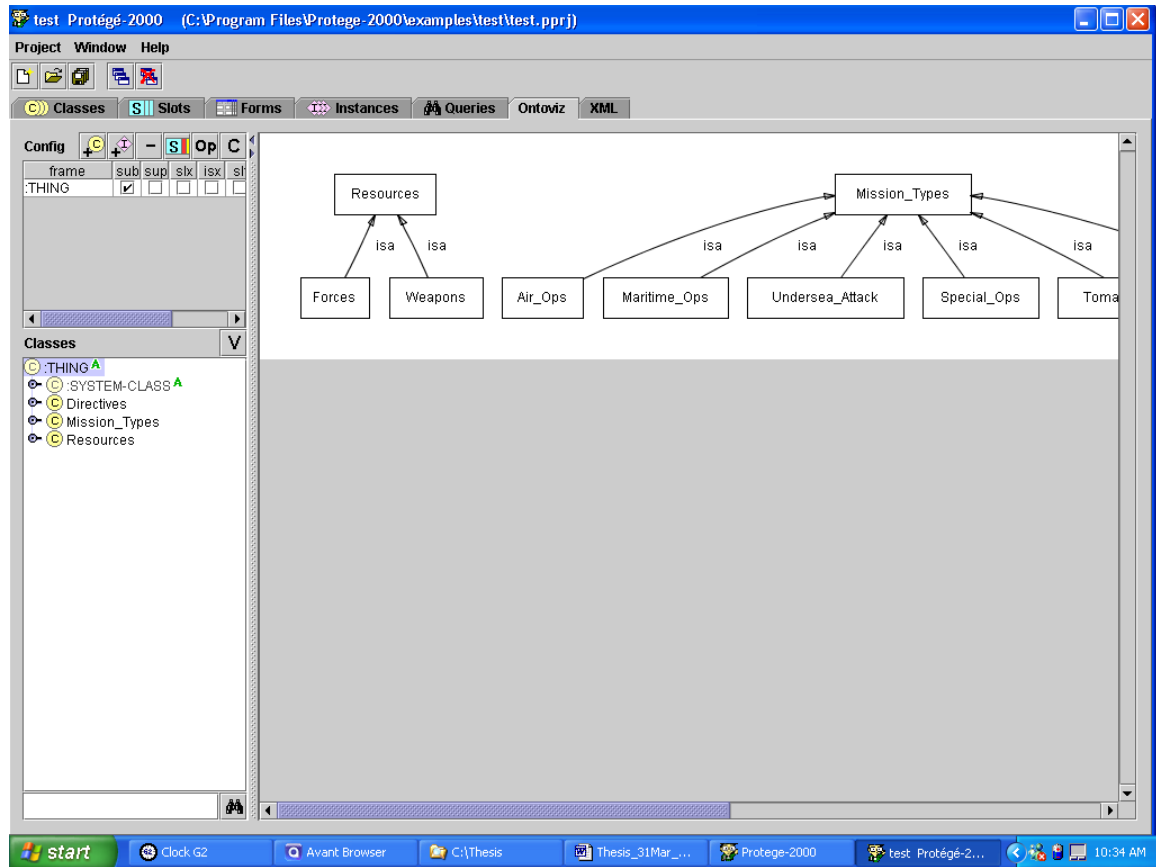 test Protégé-2000 (C:\Program Files\Protege-2000\examples\test\test.pprj)
Project Window Help
C Classes S Slots Forms Instances Queries Ontoviz XML
Config C I − S Op C
frame sub sup slx isx sl
:THING
Classes V
C :THING A
C :SYSTEM-CLASS A
C Directives
C Mission_Types
C Resources
Resources Mission_Types
isa isa isa isa isa isa isa
Forces Weapons Air_Ops Maritime_Ops Undersea_Attack Special_Ops Toma
start Clock G2 Avant Browser C:\Thesis Thesis_31Mar_... Protege-2000 test Protégé-2... 10:34 AM